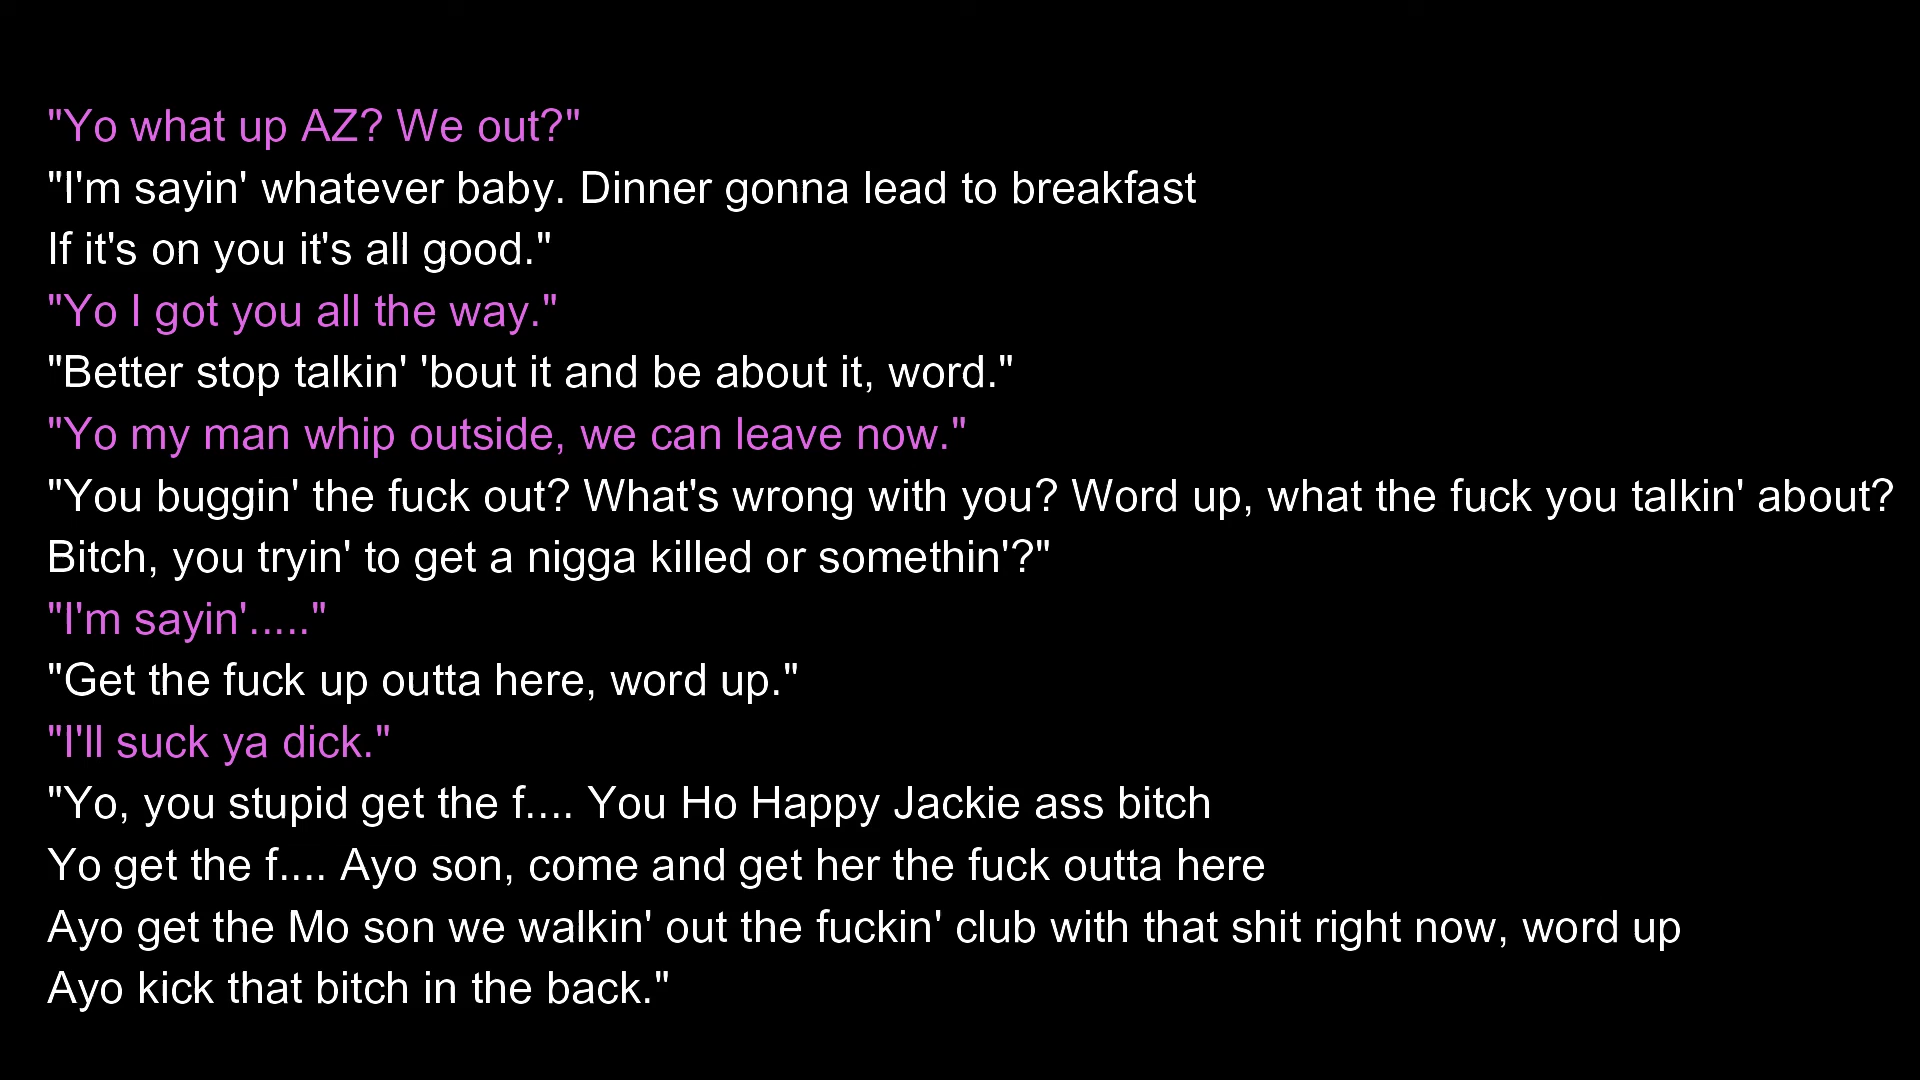 "Yo what up AZ? We out?"
"I'm sayin' whatever baby. Dinner gonna lead to breakfast
If it's on you it's all good."
"Yo I got you all the way."
"Better stop talkin' 'bout it and be about it, word."
"Yo my man whip outside, we can leave now."
"You buggin' the fuck out? What's wrong with you? Word up, what the fuck you talkin' about?
Bitch, you tryin' to get a nigga killed or somethin'?"
"I'm sayin'....."
"Get the fuck up outta here, word up."
"I'll suck ya dick."
"Yo, you stupid get the f.... You Ho Happy Jackie ass bitch
Yo get the f.... Ayo son, come and get her the fuck outta here
Ayo get the Mo son we walkin' out the fuckin' club with that shit right now, word up
Ayo kick that bitch in the back."